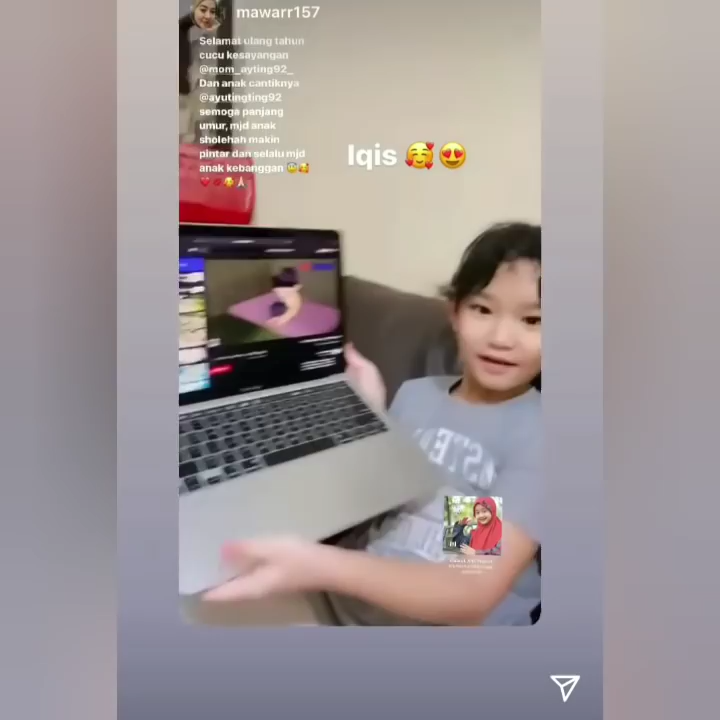 mawarr157
Selamat ulang tahun
cucu kesayangan
@mom_ayting92_
Dan anak cantiknya
@ayutingting92
semoga panjang
umur, mjd anak
sholehah makin
pintar dan selalu mjd
anak kebanggan 😇🥰
❤️💋🥰🙏🏻
Iqis 🥰😍